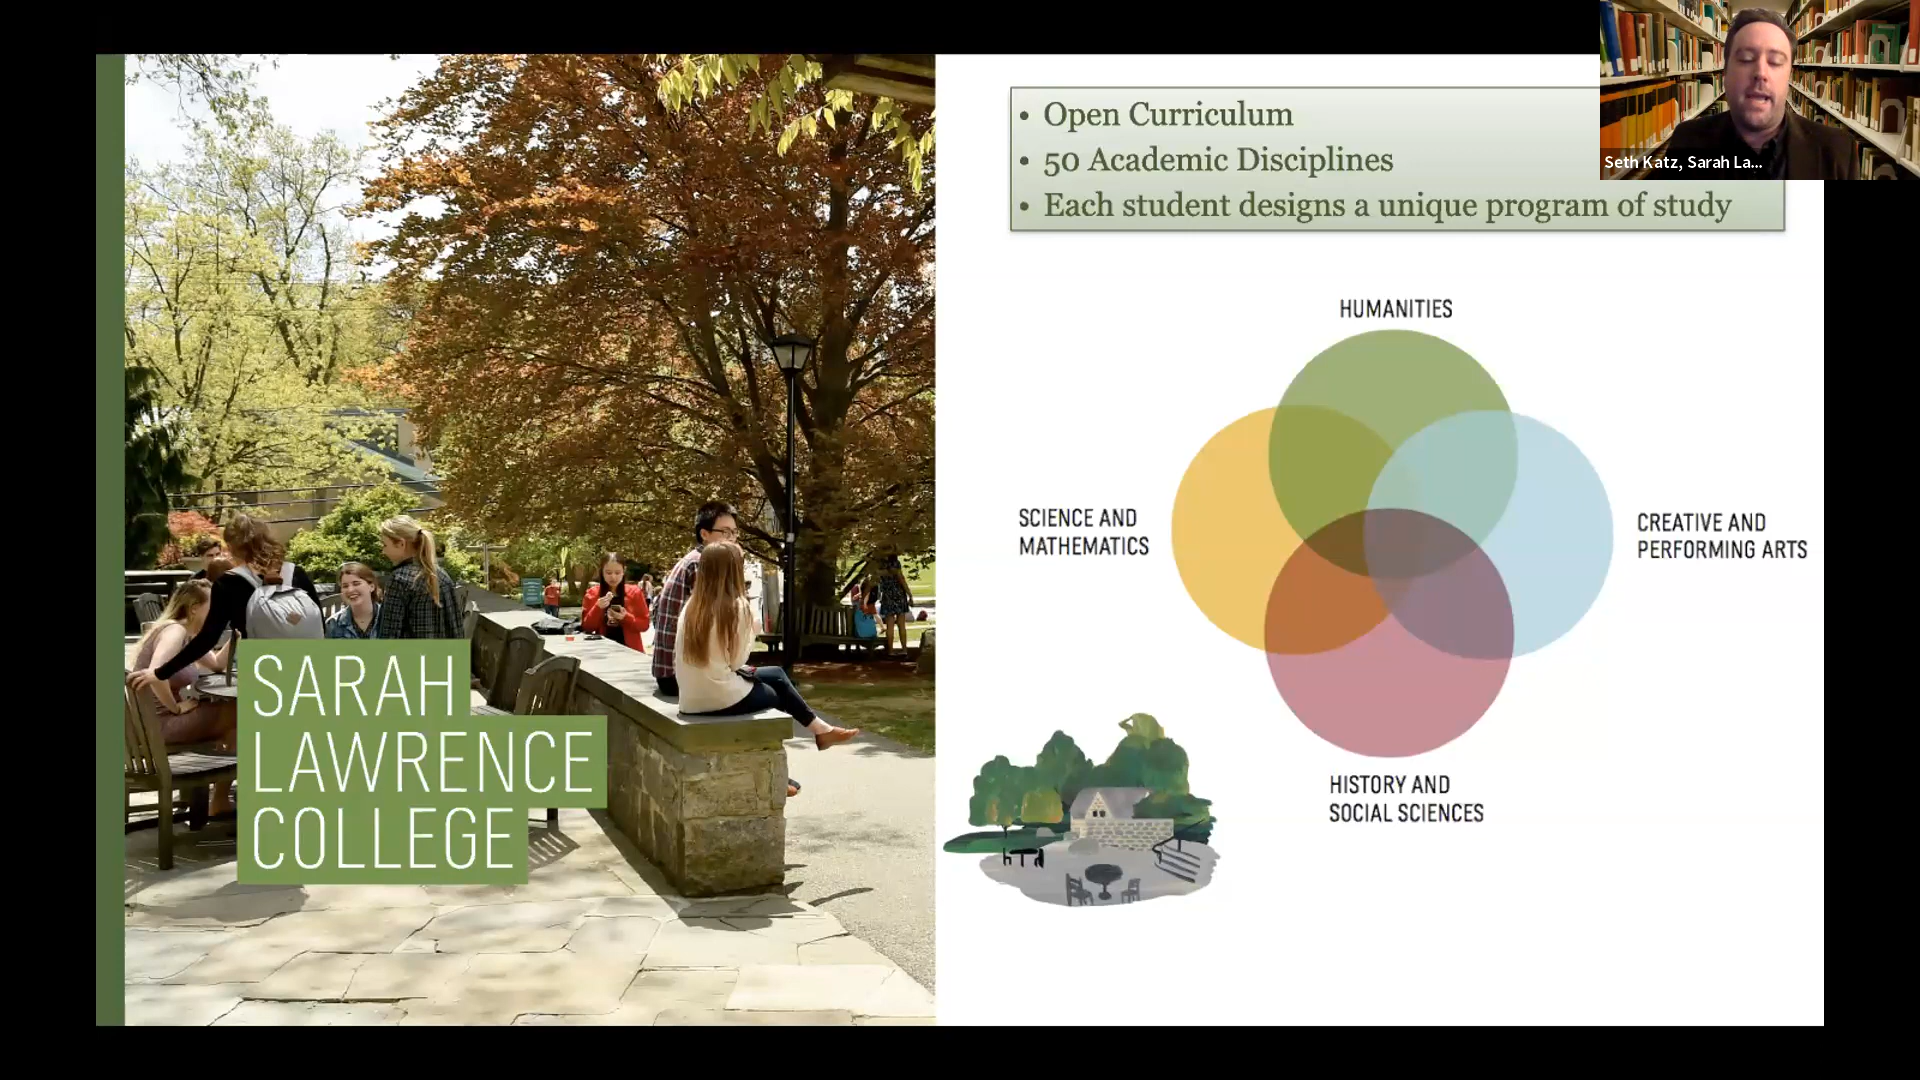 • Open Curriculum
• 50 Academic Disciplines
• Each student designs a unique program of study
Seth Katz, Sarah La...
HUMANITIES
SCIENCE AND
MATHEMATICS
CREATIVE AND
PERFORMING ARTS
HISTORY AND
SOCIAL SCIENCES
SARAH
LAWRENCE
COLLEGE